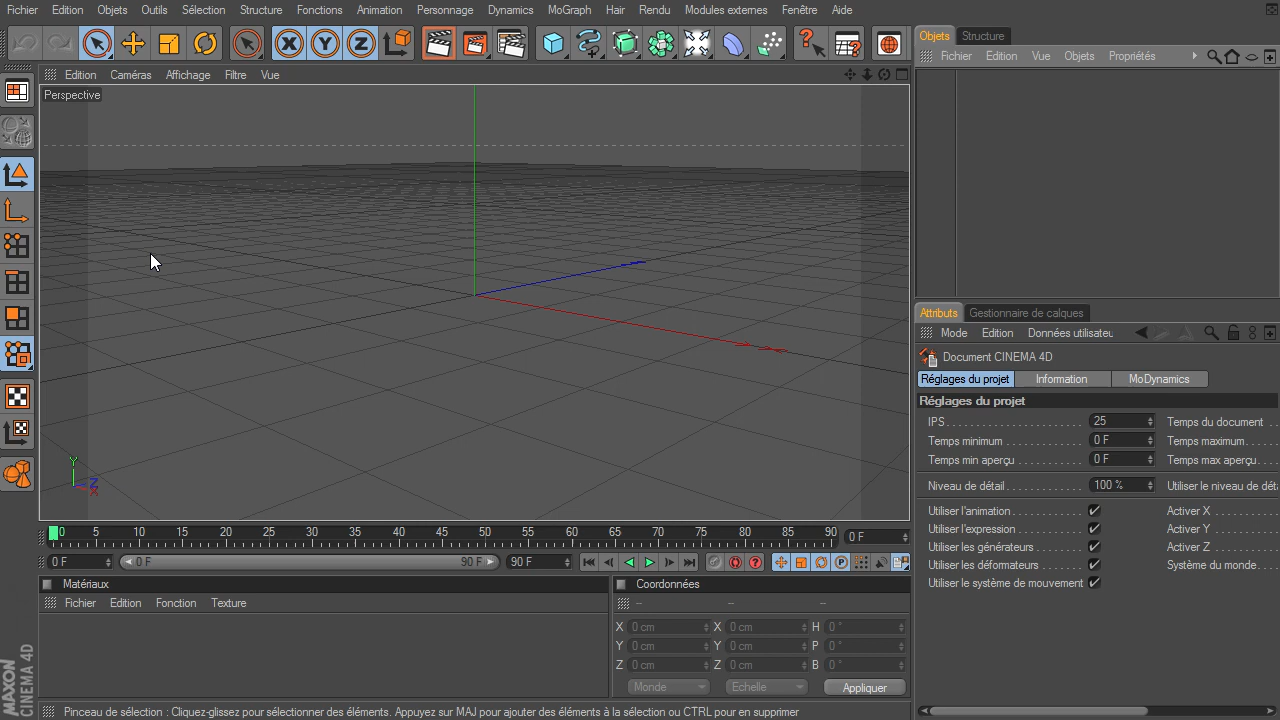 Fichier Edition Objets Outils Sélection Structure Fonctions Animation Personnage Dynamics MoGraph Hair Rendu Modules externes Fenêtre Aide
Objets Structure
Fichier Edition Vue Objets Propriétés
Edition Caméras Affichage Filtre Vue
Perspective
Y
Z
X
0 5 10 15 20 25 30 35 40 45 50 55 60 65 70 75 80 85 90 0 F
0 F 0 F 90 F 90 F
Matériaux
Fichier Edition Fonction Texture
Coordonnées
-- -- --
X 0 cm X 0 cm H 0 °
Y 0 cm Y 0 cm P 0 °
Z 0 cm Z 0 cm B 0 °
Monde Echelle Appliquer
Attributs Gestionnaire de calques
Mode Edition Données utilisateu
Document CINEMA 4D
Réglages du projet Information MoDynamics
Réglages du projet
IPS 25 Temps du document
Temps minimum 0 F Temps maximum
Temps min aperçu 0 F Temps max aperçu
Niveau de détail 100 % Utiliser le niveau de dét
Utiliser l'animation Activer X
Utiliser l'expression Activer Y
Utiliser les générateurs Activer Z
Utiliser les déformateurs Système du monde
Utiliser le système de mouvement
MAXON
CINEMA 4D
Pinceau de sélection : Cliquez-glissez pour sélectionner des éléments. Appuyez sur MAJ pour ajouter des éléments à la sélection ou CTRL pour en supprimer